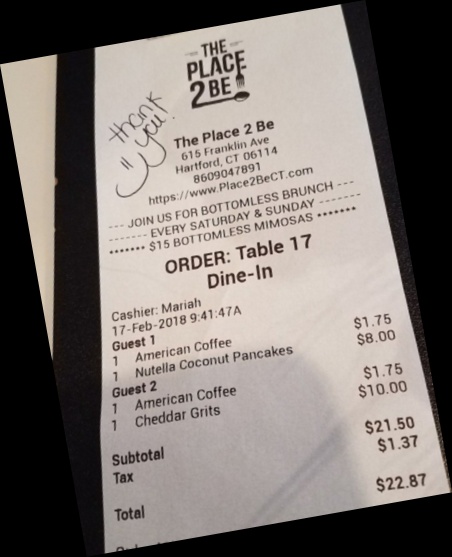 THE
PLACE
2 BE
thank
you!
The Place 2 Be
615 Franklin Ave
Hartford, CT 06114
8609047891
https://www.Place2BeCT.com
--- JOIN US FOR BOTTOMLESS BRUNCH ---
------- EVERY SATURDAY & SUNDAY -------
••••••• $15 BOTTOMLESS MIMOSAS •••••••
ORDER: Table 17
Dine-In
Cashier: Mariah
17-Feb-2018 9:41:47A
Guest 1
1 American Coffee $1.75
1 Nutella Coconut Pancakes $8.00
Guest 2
1 American Coffee $1.75
1 Cheddar Grits $10.00
Subtotal $21.50
Tax $1.37
Total $22.87